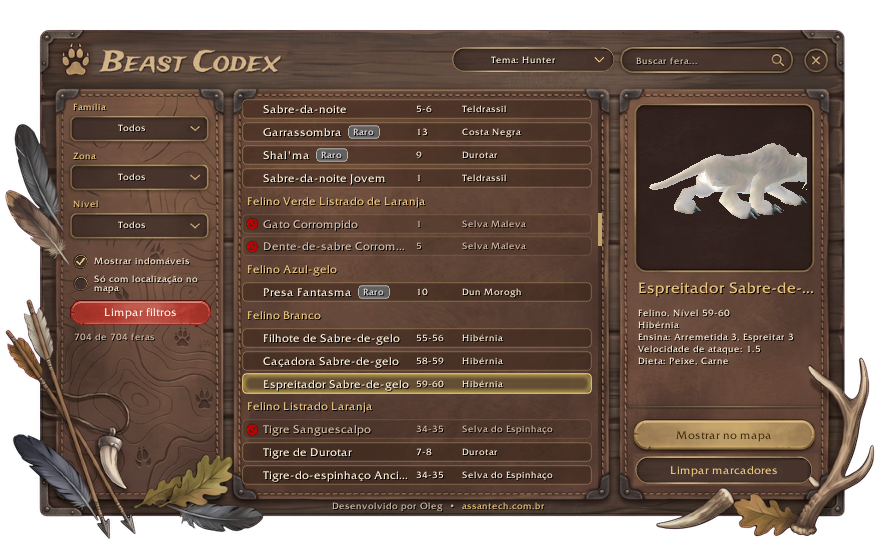 Beast Codex
Tema: Hunter
Buscar fera...
Família
Todos
Zona
Todos
Nível
Todos
Mostrar indomáveis
Só com localização no
mapa
Limpar filtros
704 de 704 feras
Sabre-da-noite 5-6 Teldrassil
Garrassombra Raro 13 Costa Negra
Shal'ma Raro 9 Durotar
Sabre-da-noite Jovem 1 Teldrassil
Felino Verde Listrado de Laranja
Gato Corrompido 1 Selva Maleva
Dente-de-sabre Corrom... 5 Selva Maleva
Felino Azul-gelo
Presa Fantasma Raro 10 Dun Morogh
Felino Branco
Filhote de Sabre-de-gelo 55-56 Hibérnia
Caçadora Sabre-de-gelo 58-59 Hibérnia
Espreitador Sabre-de-gelo 59-60 Hibérnia
Felino Listrado Laranja
Tigre Sanguescalpo 34-35 Selva do Espinhaço
Tigre de Durotar 7-8 Durotar
Tigre-do-espinhaço Anci... 34-35 Selva do Espinhaço
Espreitador Sabre-de-...
Felino, Nível 59-60
Hibérnia
Ensina: Arremetida 3, Espreitar 3
Velocidade de ataque: 1.5
Dieta: Peixe, Carne
Mostrar no mapa
Limpar marcadores
Desenvolvido por Oleg • assantech.com.br